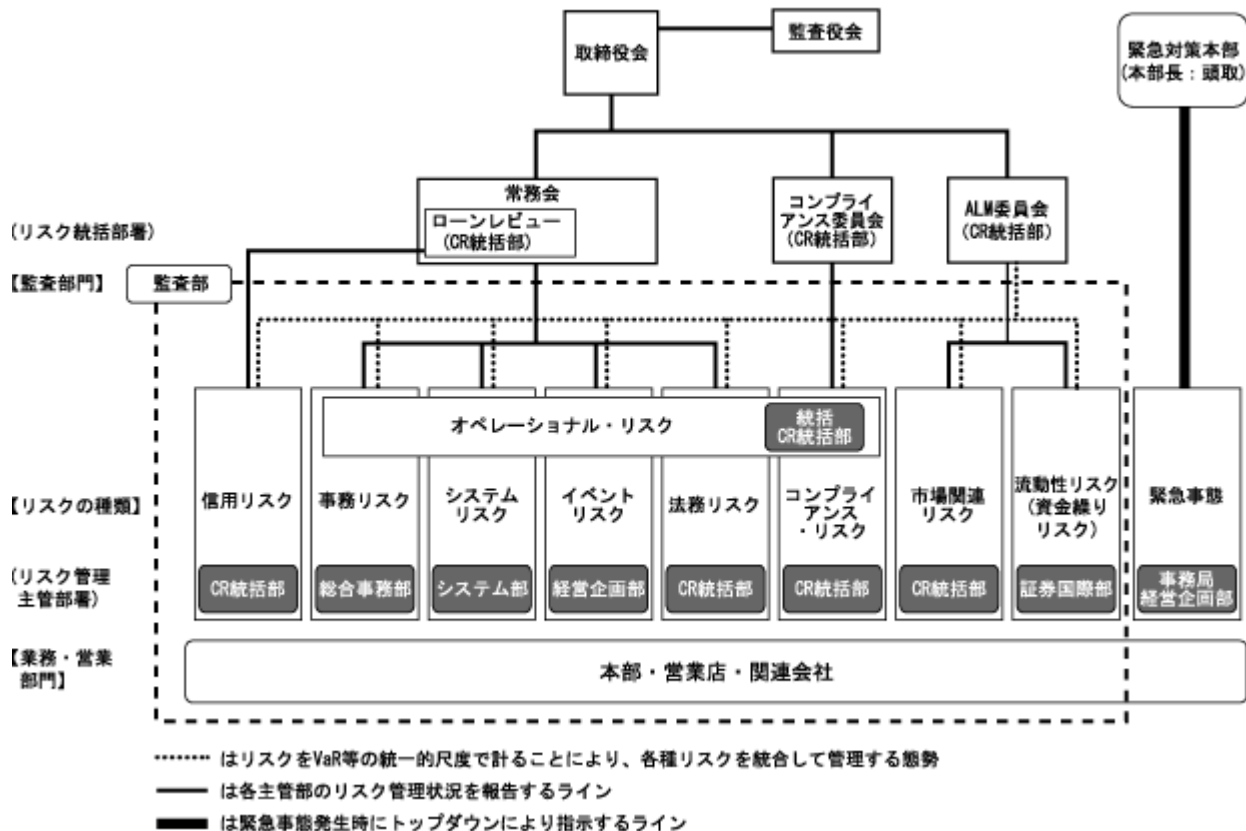 取締役会
監査役会
緊急対策本部
(本部長：頭取)
常務会
ローンレビュー
(CR統括部)
コンプライ
アンス委員会
(CR統括部)
ALM委員会
(CR統括部)
(リスク統括部署)
【監査部門】
監査部
オペレーショナル・リスク
統括
CR統括部
【リスクの種類】
信用リスク
事務リスク
システム
リスク
イベント
リスク
法務リスク
コンプライ
アンス
・リスク
市場関連
リスク
流動性リスク
(資金繰り
リスク)
緊急事態
(リスク管理
主管部署)
CR統括部
総合事務部
システム部
経営企画部
CR統括部
CR統括部
CR統括部
証券国際部
事務局
経営企画部
【業務・営業
部門】
本部・営業店・関連会社
はリスクをVaR等の統一的尺度で計ることにより、各種リスクを統合して管理する態勢
は各主管部のリスク管理状況を報告するライン
は緊急事態発生時にトップダウンにより指示するライン